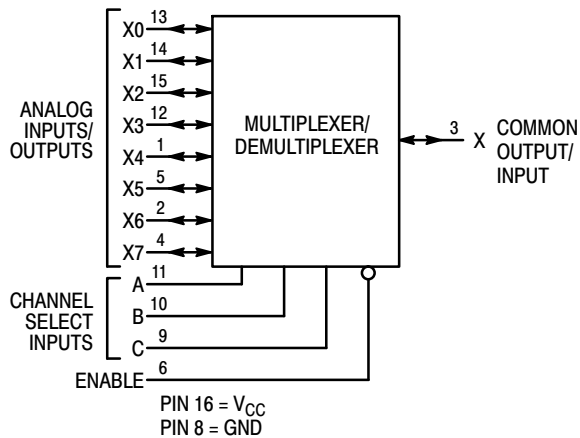 X0 13
X1 14
X2 15
X3 12
X4 1
X5 5
X6 2
X7 4
ANALOG
INPUTS/
OUTPUTS
MULTIPLEXER/
DEMULTIPLEXER
3 X COMMON
OUTPUT/
INPUT
A 11
B 10
C 9
CHANNEL
SELECT
INPUTS
ENABLE 6
PIN 16 = VCC
PIN 8 = GND